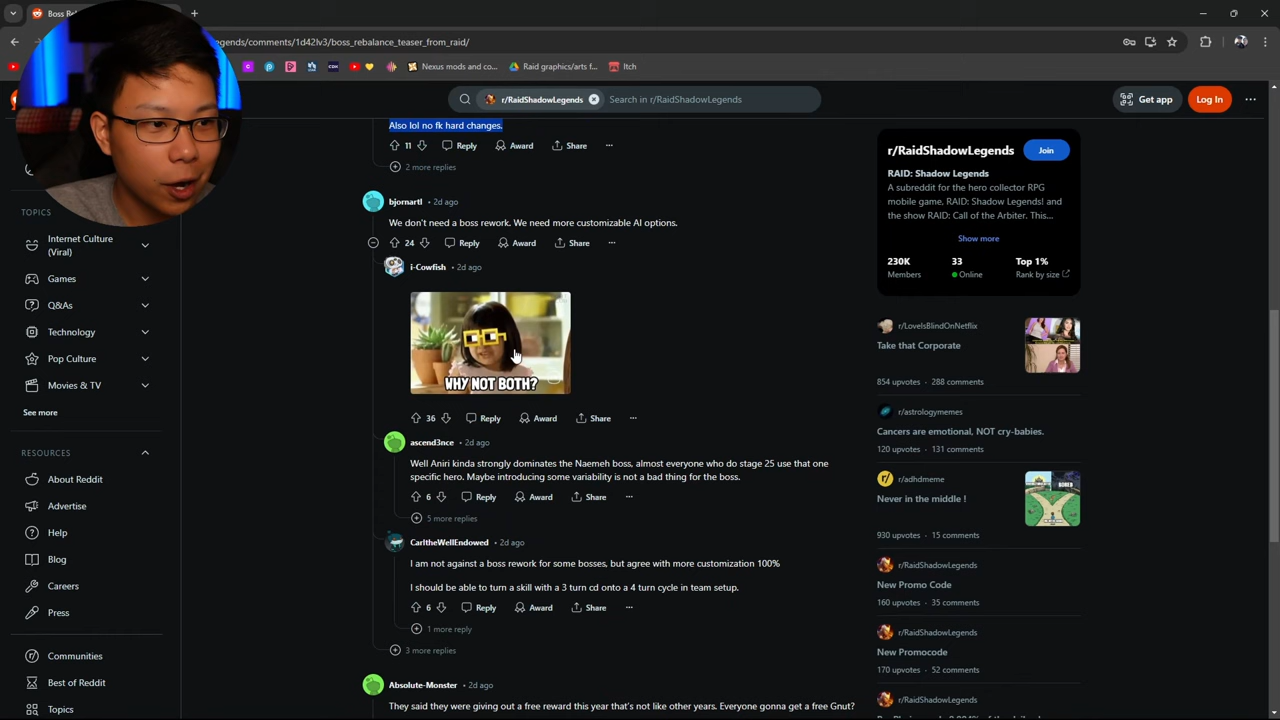 Boss Reb
egends/comments/1d42lv3/boss_rebalance_teaser_from_raid/
Nexus mods and co...
Raid graphics/arts f...
Itch
r/RaidShadowLegends
Search in r/RaidShadowLegends
Get app
Log In
Also lol no fk hard changes.
11
Reply
Award
Share
2 more replies
bjornartl • 2d ago
We don't need a boss rework. We need more customizable AI options.
24
Reply
Award
Share
i-Cowfish • 2d ago
WHY NOT BOTH?
36
Reply
Award
Share
ascend3nce • 2d ago
Well Aniri kinda strongly dominates the Naemeh boss, almost everyone who do stage 25 use that one
specific hero. Maybe introducing some variability is not a bad thing for the boss.
6
Reply
Award
Share
5 more replies
CarltheWellEndowed • 2d ago
I am not against a boss rework for some bosses, but agree with more customization 100%
I should be able to turn a skill with a 3 turn cd onto a 4 turn cycle in team setup.
6
Reply
Award
Share
1 more reply
3 more replies
Absolute-Monster • 2d ago
They said they were giving out a free reward this year that's not like other years. Everyone gonna get a free Gnut?
TOPICS
Internet Culture
(Viral)
Games
Q&As
Technology
Pop Culture
Movies & TV
See more
RESOURCES
About Reddit
Advertise
Help
Blog
Careers
Press
Communities
Best of Reddit
Topics
r/RaidShadowLegends
Join
RAID: Shadow Legends
A subreddit for the hero collector RPG
mobile game, RAID: Shadow Legends! and
the show RAID: Call of the Arbiter. This...
Show more
230K
33
Top 1%
Members
Online
Rank by size
r/LoveIsBlindOnNetflix
Take that Corporate
854 upvotes • 288 comments
r/astrologymemes
Cancers are emotional, NOT cry-babies.
120 upvotes • 131 comments
r/adhdmeme
Never in the middle !
930 upvotes • 15 comments
r/RaidShadowLegends
New Promo Code
160 upvotes • 35 comments
r/RaidShadowLegends
New Promocode
170 upvotes • 52 comments
r/RaidShadowLegends